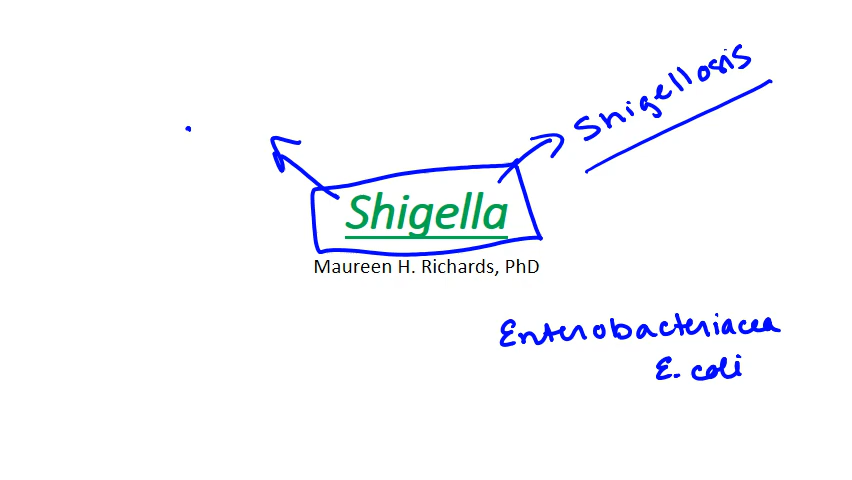 Shigellosis
Shigella
Maureen H. Richards, PhD
Enterobacteriacea
E. coli